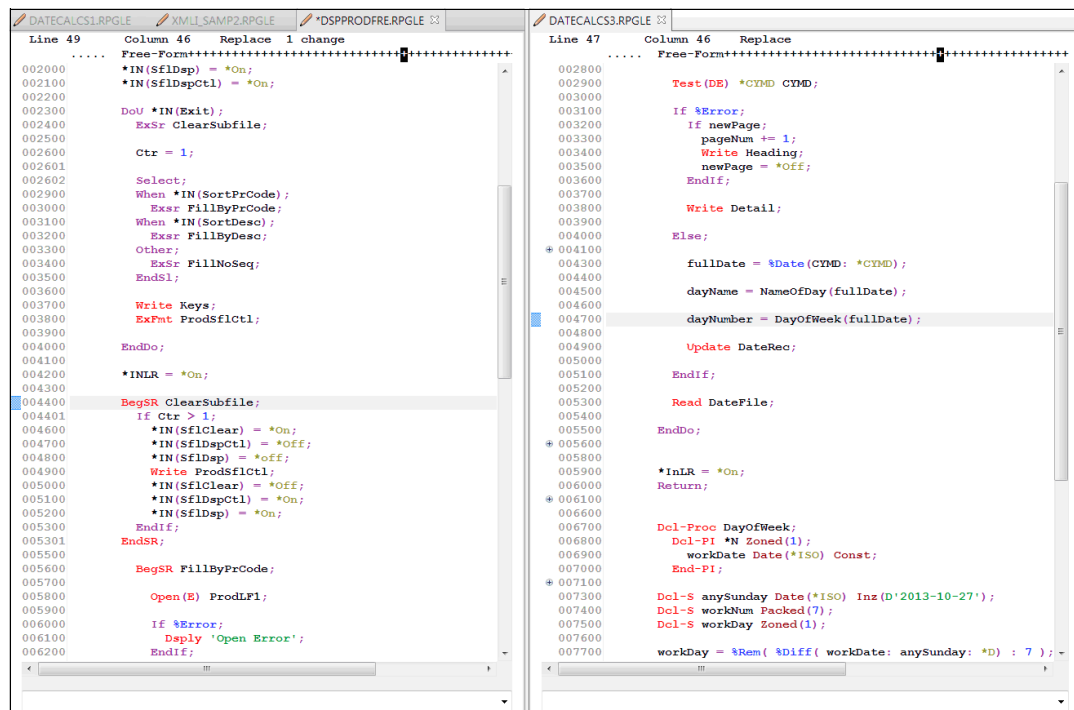 DATECALCS1.RPGLE XMLI_SAMP2.RPGLE *DSPPRODFRE.RPGLE
Line 49 Column 46 Replace 1 change
..... Free-Form+++++++++++++++++++++++++++++++++++++++++++++
002000 *IN(SflDsp) = *On;
002100 *IN(SflDspCtl) = *On;
002200
002300 DoU *IN(Exit);
002400 ExSr ClearSubfile;
002500
002600 Ctr = 1;
002601
002602 Select;
002900 When *IN(SortPrCode);
003000 Exsr FillByPrCode;
003100 When *IN(SortDesc);
003200 Exsr FillByDesc;
003300 Other;
003400 ExSr FillNoSeq;
003500 EndSl;
003600
003700 Write Keys;
003800 ExFmt ProdSflCtl;
003900
004000 EndDo;
004100
004200 *INLR = *On;
004300
004400 BegSR ClearSubfile;
004401 If Ctr > 1;
004600 *IN(SflClear) = *On;
004700 *IN(SflDspCtl) = *Off;
004800 *IN(SflDsp) = *off;
004900 Write ProdSflCtl;
005000 *IN(SflClear) = *Off;
005100 *IN(SflDspCtl) = *On;
005200 *IN(SflDsp) = *On;
005300 EndIf;
005301 EndSR;
005500
005600 BegSR FillByPrCode;
005700
005800 Open(E) ProdLF1;
005900
006000 If %Error;
006100 Dsply 'Open Error';
006200 EndIf;
DATECALCS3.RPGLE
Line 47 Column 46 Replace
..... Free-Form+++++++++++++++++++++++++++++++++++++++++++++
002800
002900 Test(DE) *CYMD CYMD;
003000
003100 If %Error;
003200 If newPage;
003300 pageNum += 1;
003400 Write Heading;
003500 newPage = *Off;
003600 EndIf;
003700
003800 Write Detail;
003900
004000 Else;
004100
004300 fullDate = %Date(CYMD: *CYMD);
004400
004500 dayName = NameOfDay(fullDate);
004600
004700 dayNumber = DayOfWeek(fullDate);
004800
004900 Update DateRec;
005000
005100 EndIf;
005200
005300 Read DateFile;
005400
005500 EndDo;
005600
005800
005900 *InLR = *On;
006000 Return;
006100
006600
006700 Dcl-Proc DayOfWeek;
006800 Dcl-PI *N Zoned(1);
006900 workDate Date(*ISO) Const;
007000 End-PI;
007100
007300 Dcl-S anySunday Date(*ISO) Inz(D'2013-10-27');
007400 Dcl-S workNum Packed(7);
007500 Dcl-S workDay Zoned(1);
007600
007700 workDay = %Rem( %Diff( workDate: anySunday: *D) : 7 );